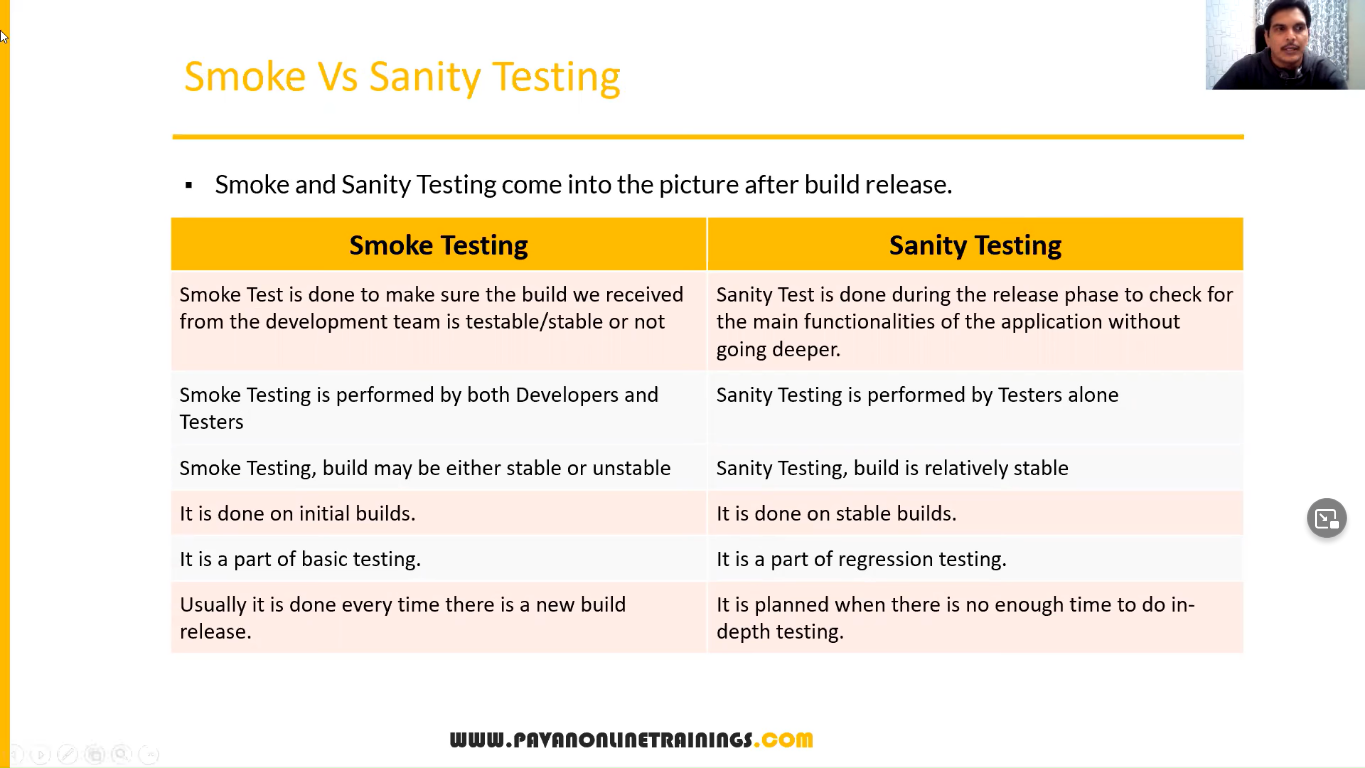 Smoke Vs Sanity Testing
▪ Smoke and Sanity Testing come into the picture after build release.
Smoke Testing
Sanity Testing
Smoke Test is done to make sure the build we received
from the development team is testable/stable or not
Sanity Test is done during the release phase to check for
the main functionalities of the application without
going deeper.
Smoke Testing is performed by both Developers and
Testers
Sanity Testing is performed by Testers alone
Smoke Testing, build may be either stable or unstable
Sanity Testing, build is relatively stable
It is done on initial builds.
It is done on stable builds.
It is a part of basic testing.
It is a part of regression testing.
Usually it is done every time there is a new build
release.
It is planned when there is no enough time to do in-
depth testing.
WWW.PAVANONLINETRAININGS.COM